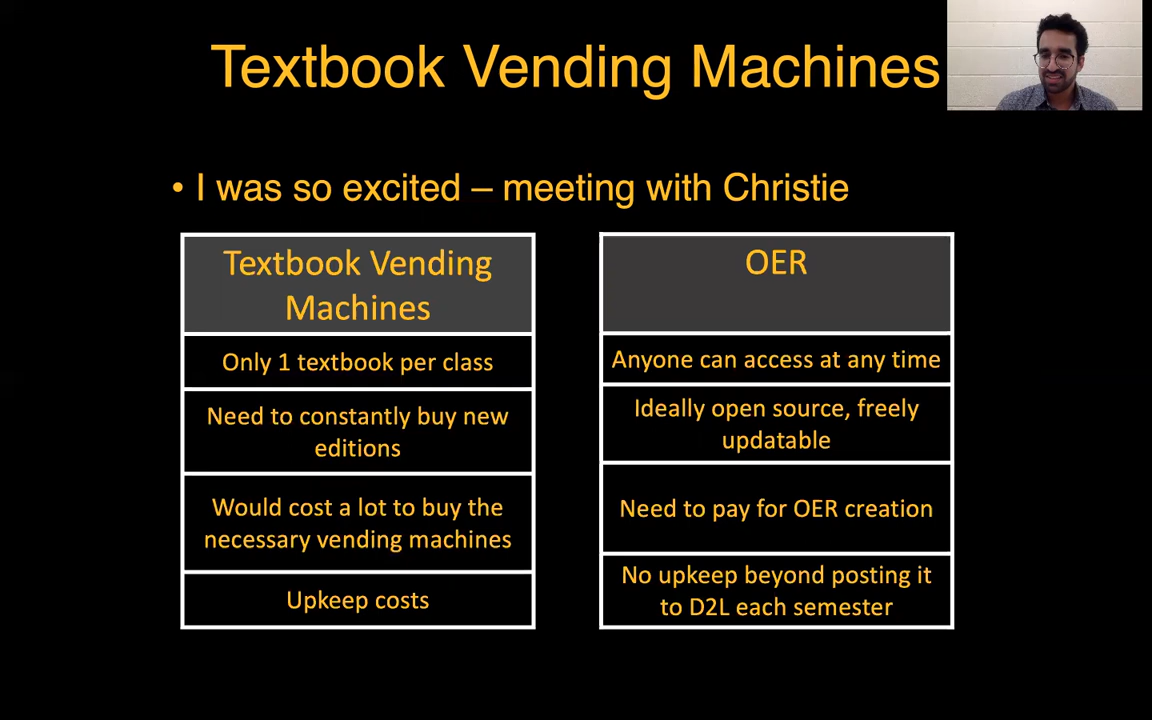 Textbook Vending Machines
• I was so excited – meeting with Christie
Textbook Vending
Machines
Only 1 textbook per class
Need to constantly buy new
editions
Would cost a lot to buy the
necessary vending machines
Upkeep costs
OER
Anyone can access at any time
Ideally open source, freely
updatable
Need to pay for OER creation
No upkeep beyond posting it
to D2L each semester